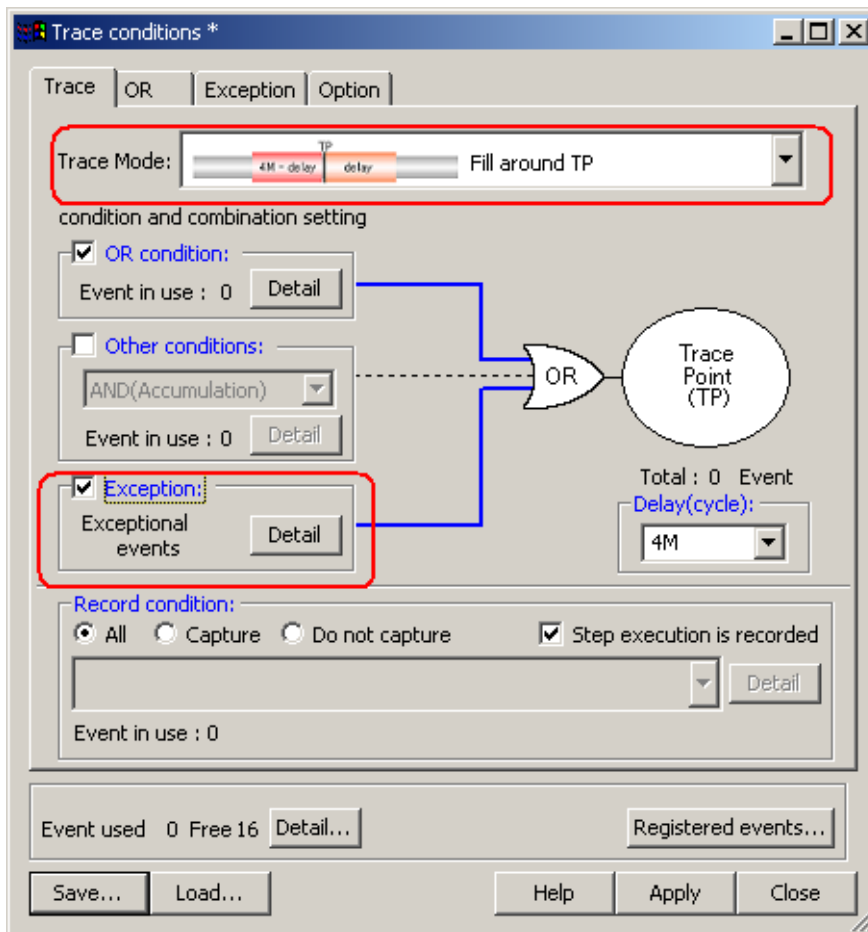 Trace conditions *
Trace OR Exception Option
TP
Trace Mode: 4M - delay delay Fill around TP
condition and combination setting
OR condition:
Event in use : 0 Detail
Other conditions:
AND(Accumulation)
Event in use : 0 Detail
OR
Trace
Point
(TP)
Total : 0 Event
Exception:
Exceptional
events
Detail
Delay(cycle):
4M
Record condition:
All Capture Do not capture Step execution is recorded
Detail
Event in use : 0
Event used 0 Free 16 Detail... Registered events...
Save... Load... Help Apply Close